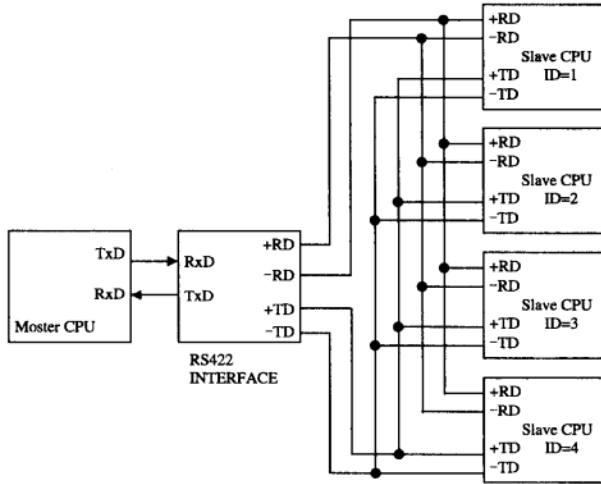 +RD
−RD
Slave CPU
+TD
ID=1
−TD
+RD
−RD
Slave CPU
+TD
ID=2
−TD
+RD
−RD
Slave CPU
+TD
ID=3
−TD
+RD
−RD
Slave CPU
+TD
ID=4
−TD
TxD
RxD
Moster CPU
RxD
TxD
+RD
−RD
+TD
−TD
RS422
INTERFACE